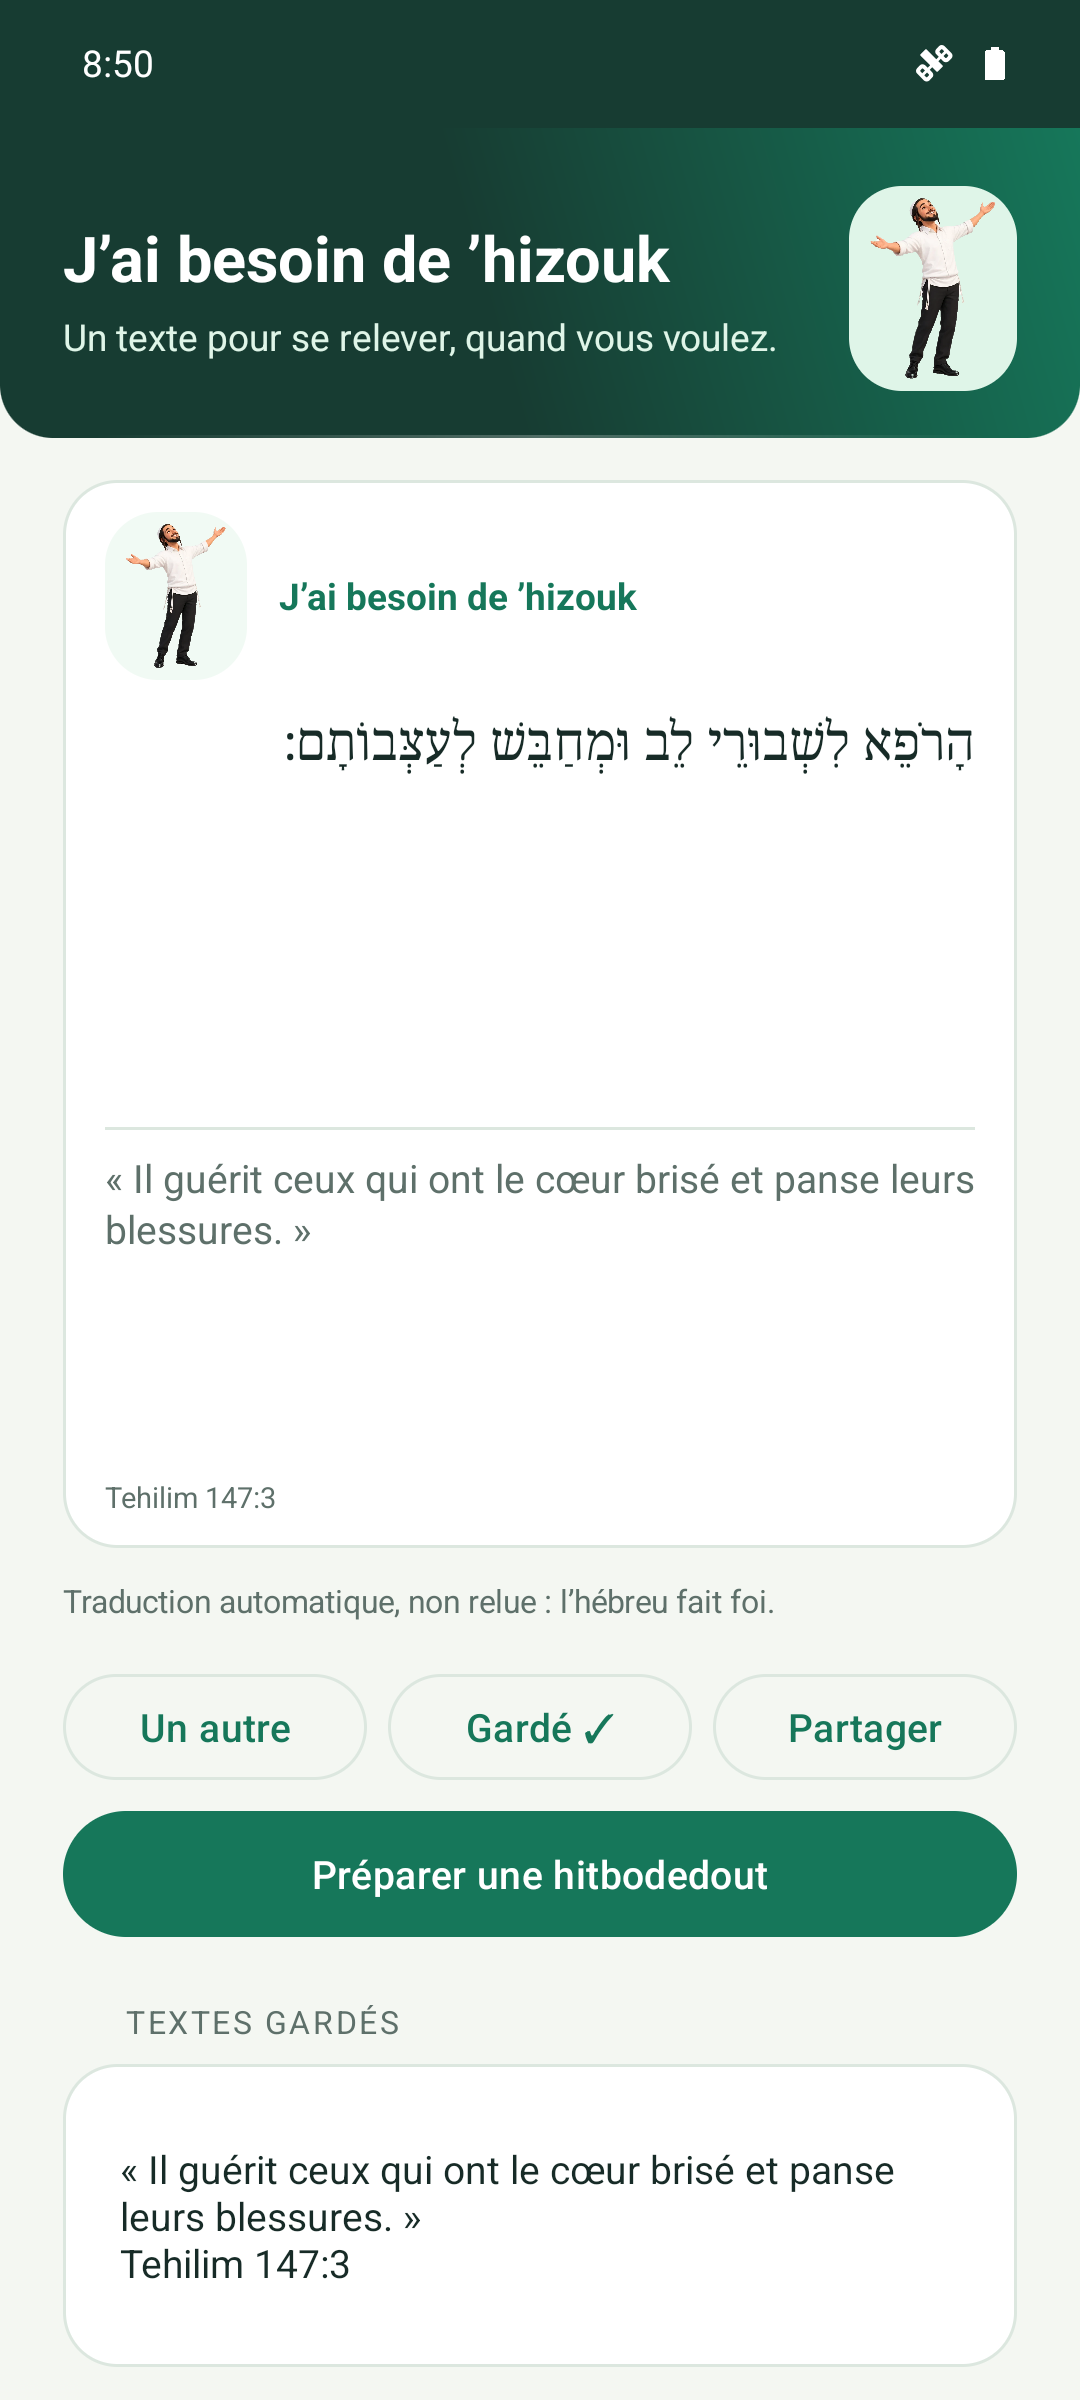 8:50
J’ai besoin de ’hizouk
Un texte pour se relever, quand vous voulez.
J’ai besoin de ’hizouk
הָרֹפֵא לִשְׁבוּרֵי לֵב וּמְחַבֵּשׁ לְעַצְּבוֹתָם׃
« Il guérit ceux qui ont le cœur brisé et panse leurs
blessures. »
Tehilim 147:3
Traduction automatique, non relue : l’hébreu fait foi.
Un autre
Gardé ✓
Partager
Préparer une hitbodedout
TEXTES GARDÉS
« Il guérit ceux qui ont le cœur brisé et panse
leurs blessures. »
Tehilim 147:3